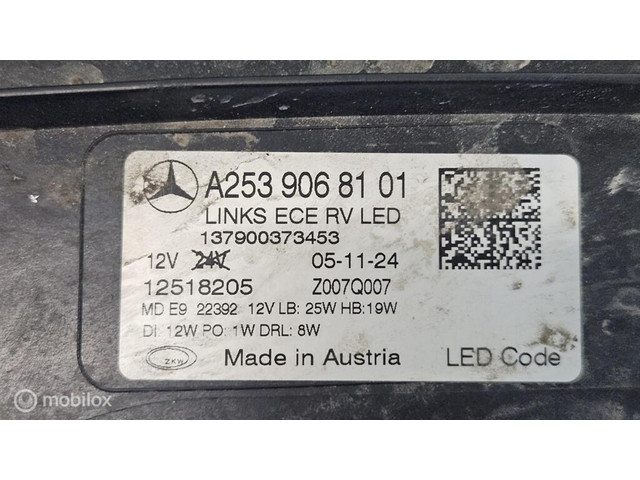 A253 906 81 01
LINKS ECE RV LED
137900373453
12V 24V 05-11-24
12518205 Z007Q007
MD E9 22392 12V LB: 25W HB:19W
DI: 12W PO: 1W DRL: 8W
ZKW Made in Austria LED Code
mobilox